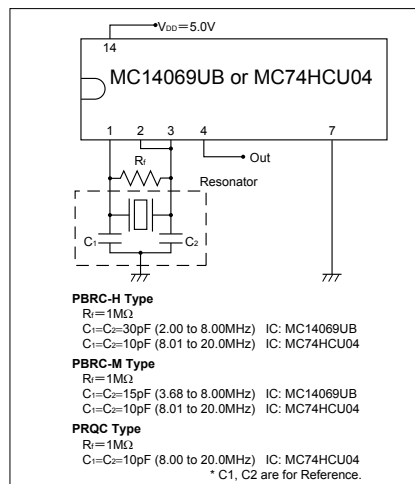 VDD=5.0V
14
MC14069UB or MC74HCU04
1 2 3 4 7
Rf
Out
Resonator
C1 C2
PBRC-H Type
Rf=1MΩ
C1=C2=30pF (2.00 to 8.00MHz) IC: MC14069UB
C1=C2=10pF (8.01 to 20.0MHz) IC: MC74HCU04
PBRC-M Type
Rf=1MΩ
C1=C2=15pF (3.68 to 8.00MHz) IC: MC14069UB
C1=C2=10pF (8.01 to 20.0MHz) IC: MC74HCU04
PRQC Type
Rf=1MΩ
C1=C2=10pF (8.00 to 20.0MHz) IC: MC74HCU04
* C1, C2 are for Reference.